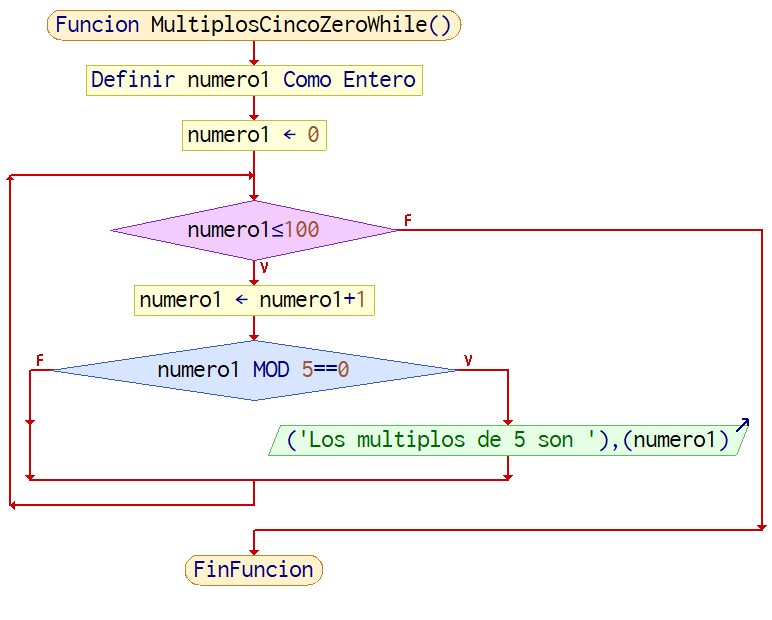 Funcion MultiplosCincoZeroWhile()
Definir numero1 Como Entero
numero1 ← 0
numero1≤100
F
V
numero1 ← numero1+1
F
numero1 MOD 5==0
V
('Los multiplos de 5 son '),(numero1)
FinFuncion